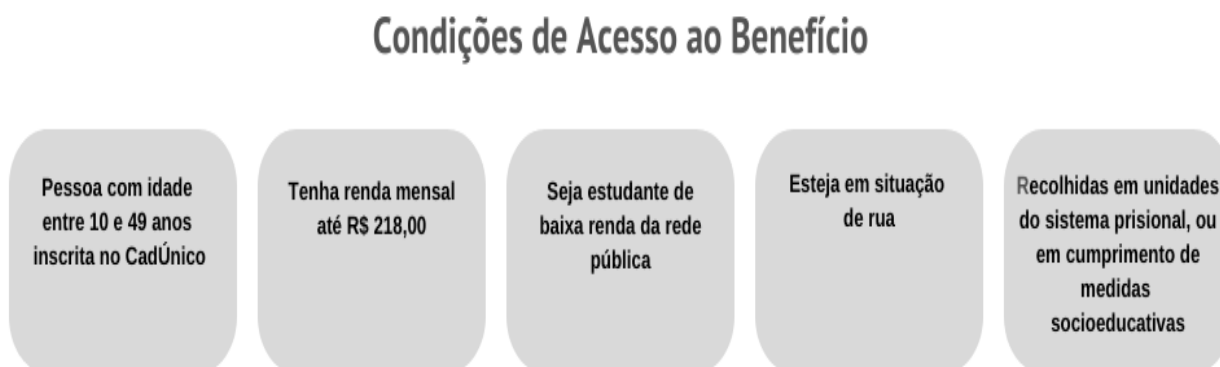 Condições de Acesso ao Benefício
Pessoa com idade
entre 10 e 49 anos
inscrita no CadÚnico
Tenha renda mensal
até R$ 218,00
Seja estudante de
baixa renda da rede
pública
Esteja em situação
de rua
Recolhidas em unidades
do sistema prisional, ou
em cumprimento de
medidas
socioeducativas